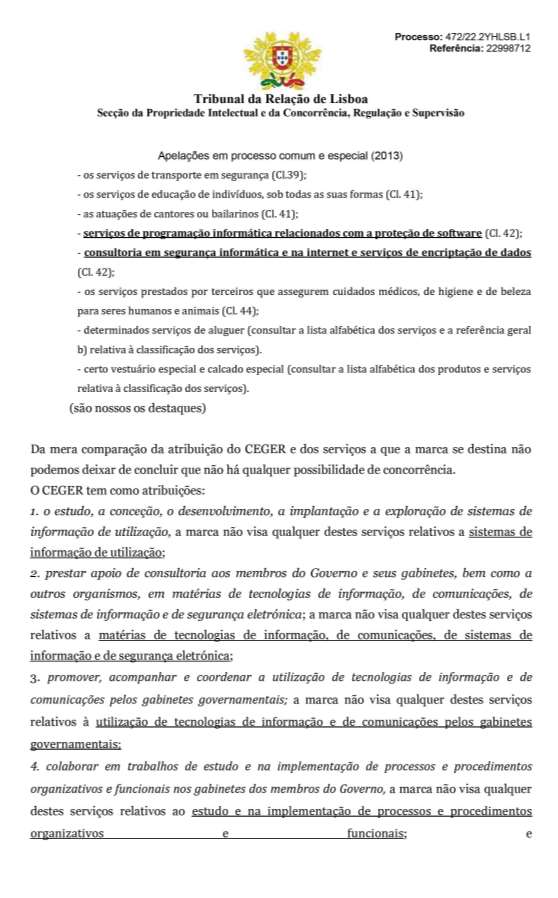 Processo: 472/22.2YHLSB.L1
Referência: 22998712
Tribunal da Relação de Lisboa
Secção da Propriedade Intelectual e da Concorrência, Regulação e Supervisão
Apelações em processo comum e especial (2013)
- os serviços de transporte em segurança (Cl.39);
- os serviços de educação de indivíduos, sob todas as suas formas (Cl. 41);
- as atuações de cantores ou bailarinos (Cl. 41);
- serviços de programação informática relacionados com a proteção de software (Cl. 42);
- consultoria em segurança informática e na internet e serviços de encriptação de dados
(Cl. 42);
- os serviços prestados por terceiros que assegurem cuidados médicos, de higiene e de beleza
para seres humanos e animais (Cl. 44);
- determinados serviços de aluguer (consultar a lista alfabética dos serviços e a referência geral
b) relativa à classificação dos serviços).
- certo vestuário especial e calcado especial (consultar a lista alfabética dos produtos e serviços
relativa à classificação dos serviços).
(são nossos os destaques)
Da mera comparação da atribuição do CEGER e dos serviços a que a marca se destina não
podemos deixar de concluir que não há qualquer possibilidade de concorrência.
O CEGER tem como atribuições:
1. o estudo, a conceção, o desenvolvimento, a implantação e a exploração de sistemas de
informação de utilização, a marca não visa qualquer destes serviços relativos a sistemas de
informação de utilização;
2. prestar apoio de consultoria aos membros do Governo e seus gabinetes, bem como a
outros organismos, em matérias de tecnologias de informação, de comunicações, de
sistemas de informação e de segurança eletrónica; a marca não visa qualquer destes serviços
relativos a matérias de tecnologias de informação, de comunicações, de sistemas de
informação e de segurança eletrónica;
3. promover, acompanhar e coordenar a utilização de tecnologias de informação e de
comunicações pelos gabinetes governamentais; a marca não visa qualquer destes serviços
relativos à utilização de tecnologias de informação e de comunicações pelos gabinetes
governamentais;
4. colaborar em trabalhos de estudo e na implementação de processos e procedimentos
organizativos e funcionais nos gabinetes dos membros do Governo, a marca não visa qualquer
destes serviços relativos ao estudo e na implementação de processos e procedimentos
organizativos e funcionais; e